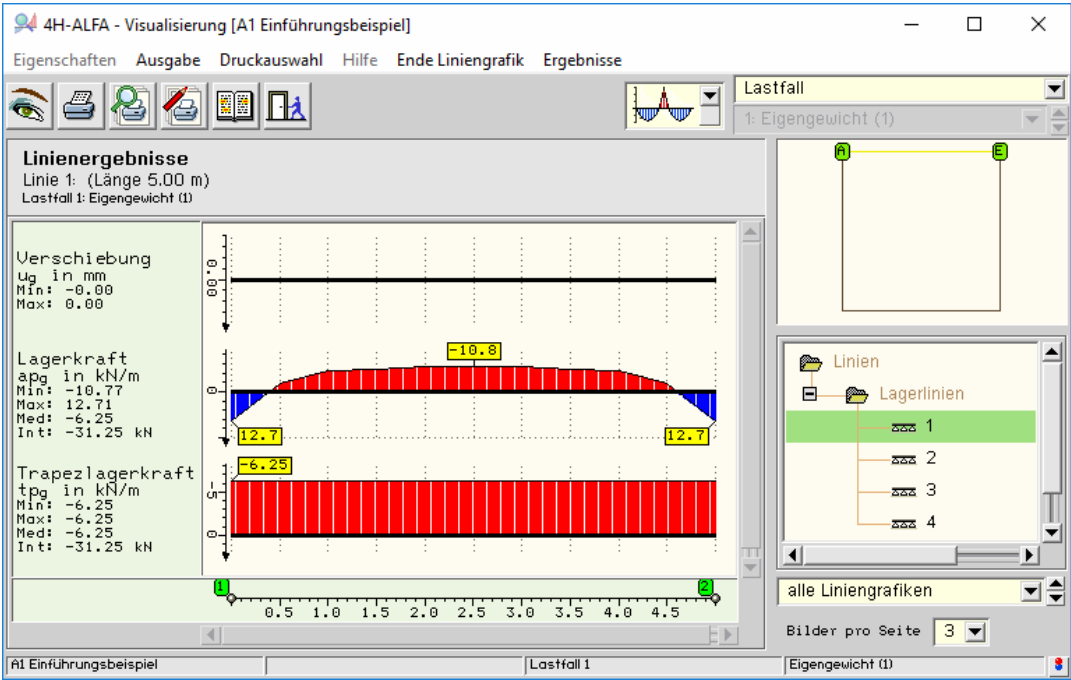 4H-ALFA - Visualisierung [A1 Einführungsbeispiel]
Eigenschaften Ausgabe Druckauswahl Hilfe Ende Liniengrafik Ergebnisse
Lastfall
1: Eigengewicht (1)
Linienergebnisse
Linie 1: (Länge 5.00 m)
Lastfall 1: Eigengewicht (1)
A E
Verschiebung
ug in mm
Min: -0.00
Max: 0.00
0.00
Lagerkraft
apg in kN/m
Min: -10.77
Max: 12.71
Med: -6.25
Int: -31.25 kN
0
-10.8
12.7 12.7
Trapezlagerkraft
tpg in kN/m
Min: -6.25
Max: -6.25
Med: -6.25
Int: -31.25 kN
-6.25
-5
0
1 2
0.5 1.0 1.5 2.0 2.5 3.0 3.5 4.0 4.5
Linien
Lagerlinien
1
2
3
4
alle Liniengrafiken
Bilder pro Seite 3
A1 Einführungsbeispiel Lastfall 1 Eigengewicht (1)